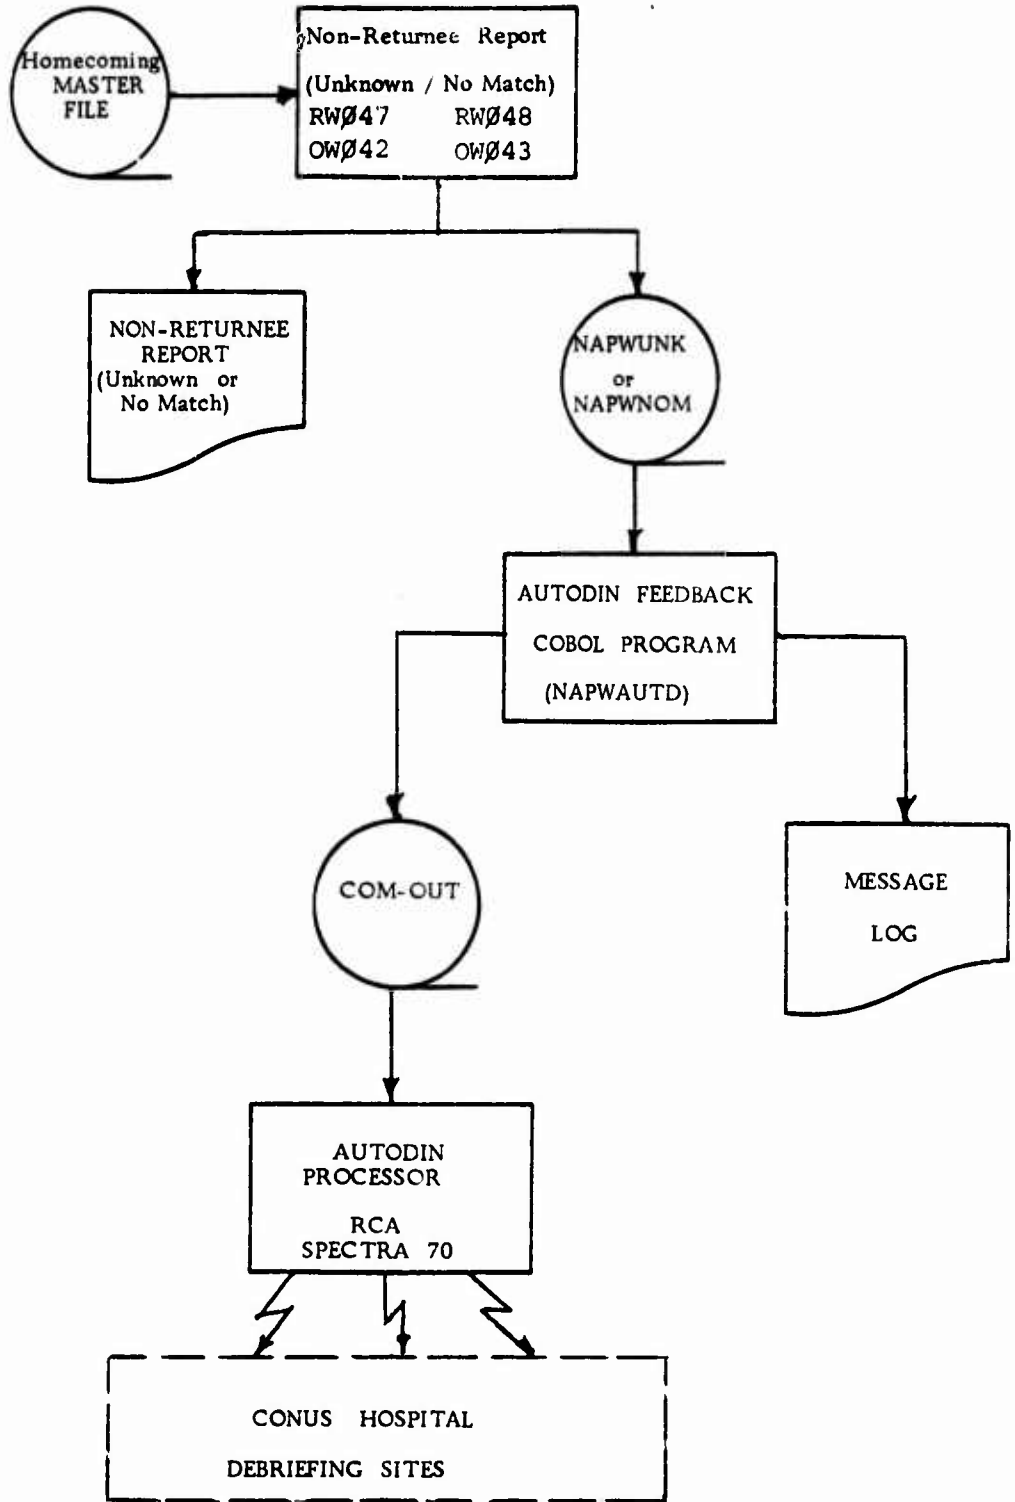 Homecoming
MASTER
FILE
Non-Returnee Report
(Unknown / No Match)
RWØ47 RWØ48
OWØ42 OWØ43
NON-RETURNEE
REPORT
(Unknown or
No Match)
NAPWUNK
or
NAPWNOM
AUTODIN FEEDBACK
COBOL PROGRAM
(NAPWAUTD)
COM-OUT
MESSAGE
LOG
AUTODIN
PROCESSOR
RCA
SPECTRA 70
CONUS HOSPITAL
DEBRIEFING SITES